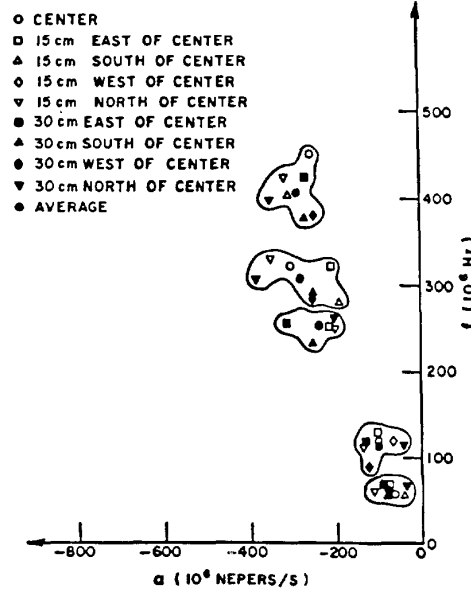 CENTER
15 cm EAST OF CENTER
15 cm SOUTH OF CENTER
15 cm WEST OF CENTER
15 cm NORTH OF CENTER
30 cm EAST OF CENTER
30 cm SOUTH OF CENTER
30 cm WEST OF CENTER
30 cm NORTH OF CENTER
AVERAGE
500
400
300
200
100
0
f (10⁶ Hz)
-800
-600
-400
-200
0
α (10⁶ NEPERS/S)